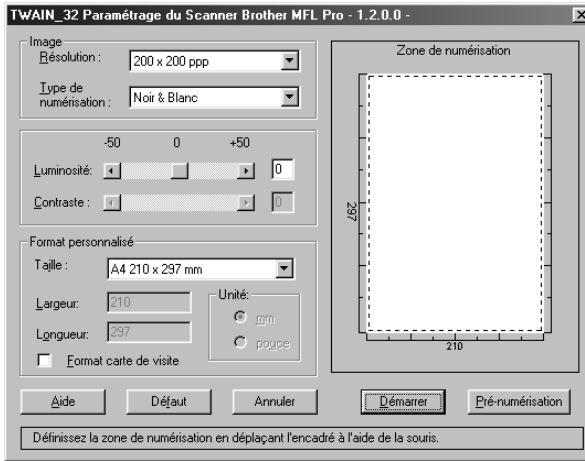 TWAIN_32 Paramétrage du Scanner Brother MFL Pro - 1.2.0.0 -
Image
Résolution :
200 x 200 ppp
Type de
numérisation :
Noir & Blanc
-50 0 +50
Luminosité: 0
Contraste : 0
Format personnalisé
Taille :
A4 210 x 297 mm
Largeur: 210
Longueur: 297
Unité:
mm
pouce
Format carte de visite
Zone de numérisation
297
210
Aide Défaut Annuler Démarrer Pré-numérisation
Définissez la zone de numérisation en déplaçant l'encadré à l'aide de la souris.